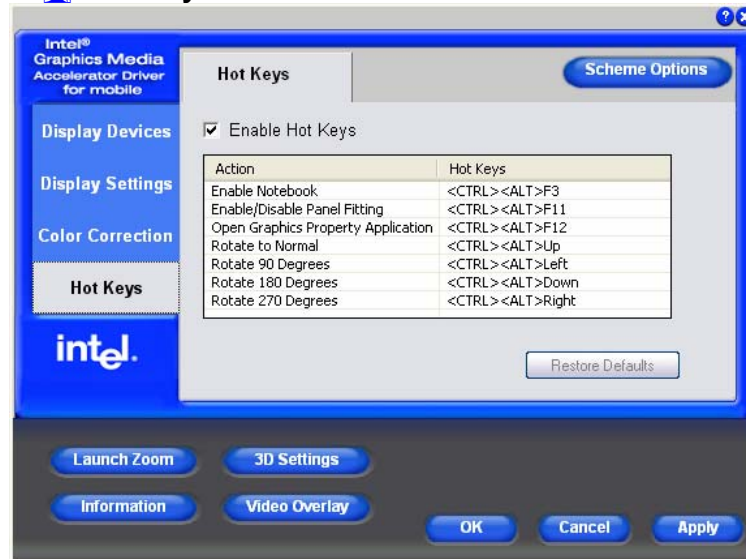 Intel®
Graphics Media
Accelerator Driver
for mobile
Hot Keys
Scheme Options
Display Devices
Display Settings
Color Correction
Hot Keys
intel.
Enable Hot Keys
Action Hot Keys
Enable Notebook <CTRL><ALT>F3
Enable/Disable Panel Fitting <CTRL><ALT>F11
Open Graphics Property Application <CTRL><ALT>F12
Rotate to Normal <CTRL><ALT>Up
Rotate 90 Degrees <CTRL><ALT>Left
Rotate 180 Degrees <CTRL><ALT>Down
Rotate 270 Degrees <CTRL><ALT>Right
Restore Defaults
Launch Zoom 3D Settings
Information Video Overlay
OK Cancel Apply